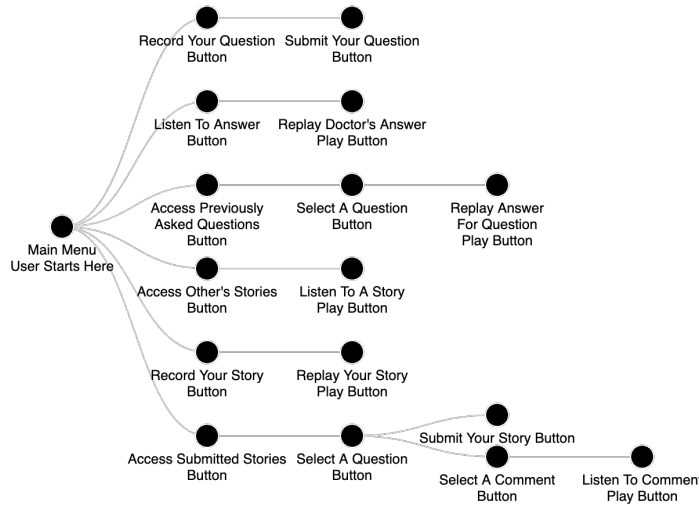 Record Your Question
Button
Submit Your Question
Button
Listen To Answer
Button
Replay Doctor's Answer
Play Button
Access Previously
Asked Questions
Button
Select A Question
Button
Replay Answer
For Question
Play Button
Main Menu
User Starts Here
Access Other's Stories
Button
Listen To A Story
Play Button
Record Your Story
Button
Replay Your Story
Play Button
Access Submitted Stories
Button
Select A Question
Button
Submit Your Story Button
Select A Comment
Button
Listen To Commen
Play Button